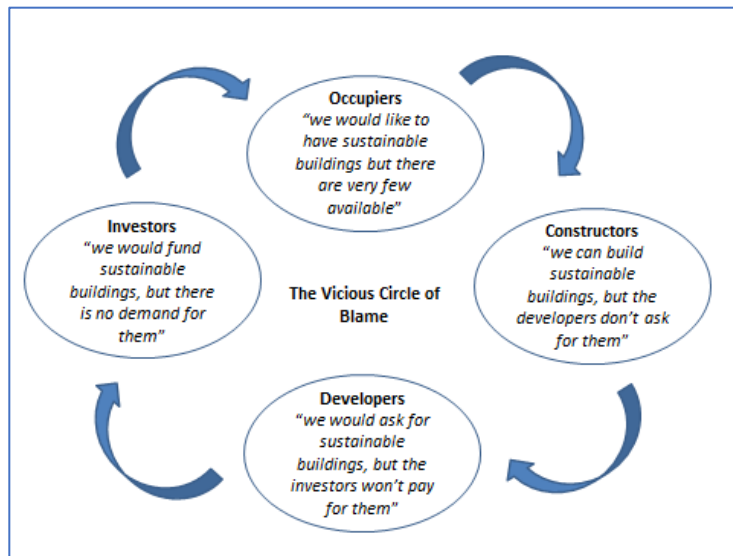 Occupiers
“we would like to
have sustainable
buildings but there
are very few
available”
Investors
“we would fund
sustainable
buildings, but there
is no demand for
them”
Constructors
“we can build
sustainable
buildings, but the
developers don’t ask
for them”
The Vicious Circle of
Blame
Developers
“we would ask for
sustainable
buildings, but the
investors won’t pay
for them”